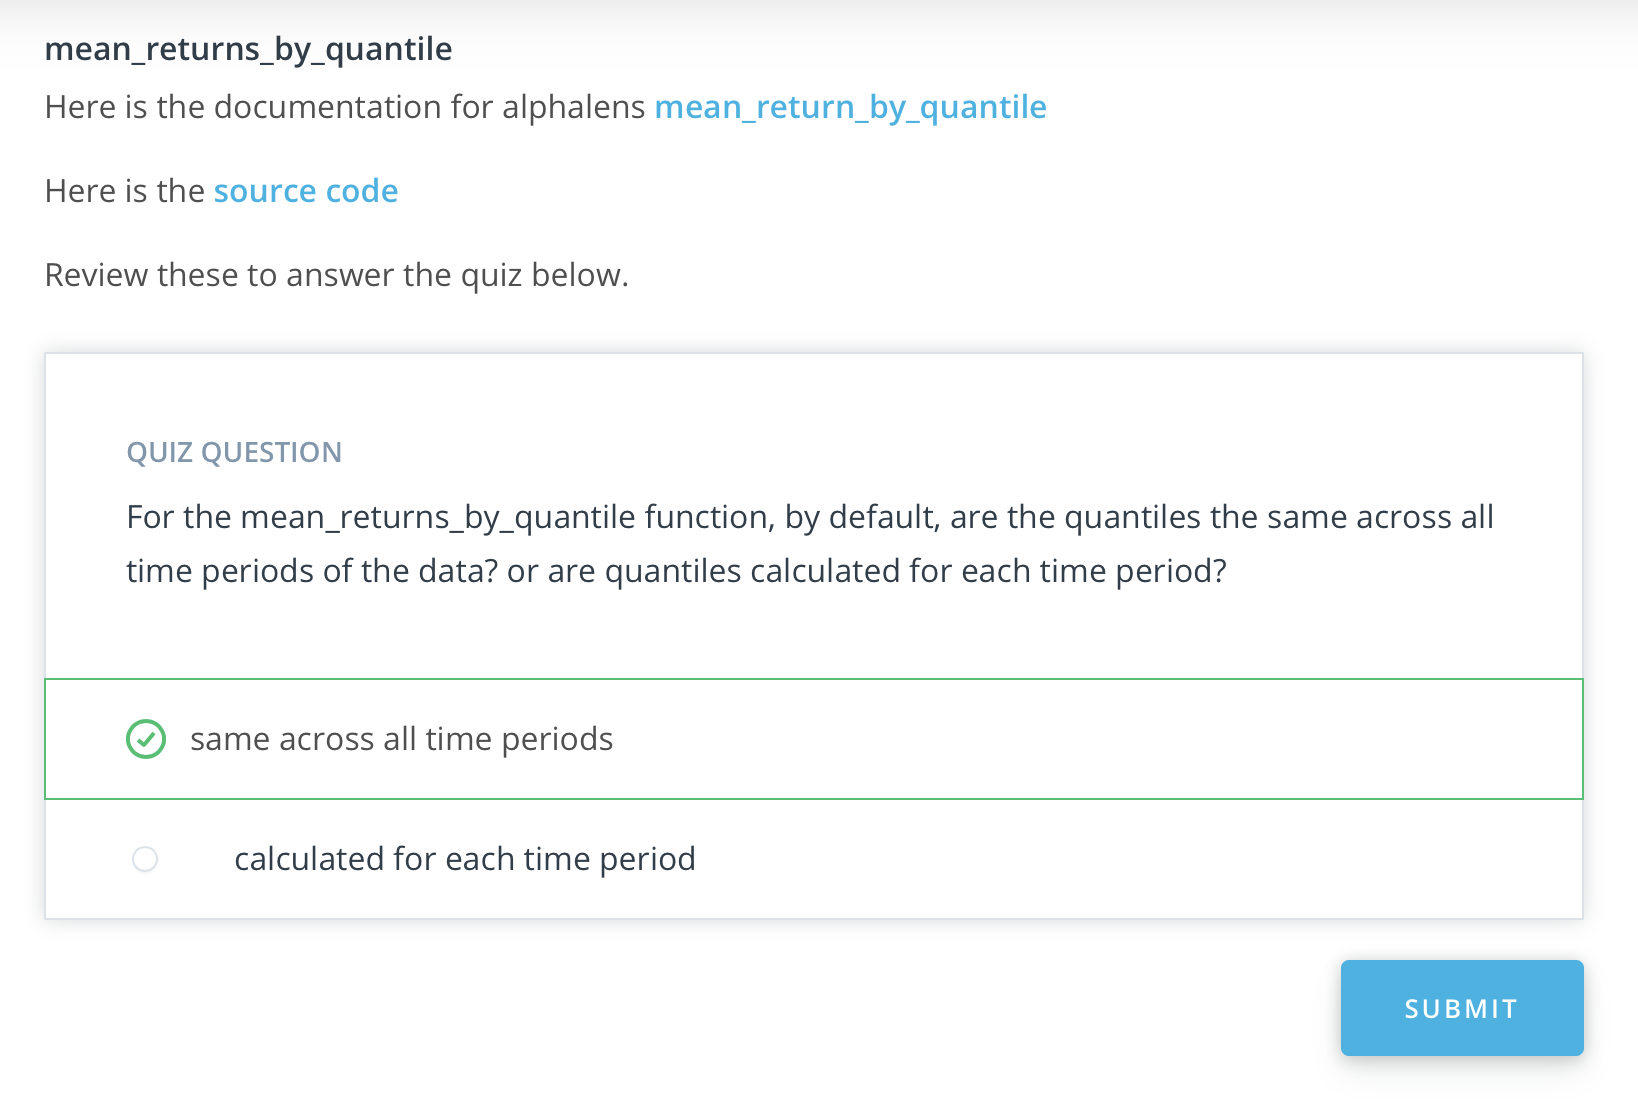 mean_returns_by_quantile
Here is the documentation for alphalens mean_return_by_quantile
Here is the source code
Review these to answer the quiz below.
QUIZ QUESTION
For the mean_returns_by_quantile function, by default, are the quantiles the same across all
time periods of the data? or are quantiles calculated for each time period?
same across all time periods
calculated for each time period
SUBMIT